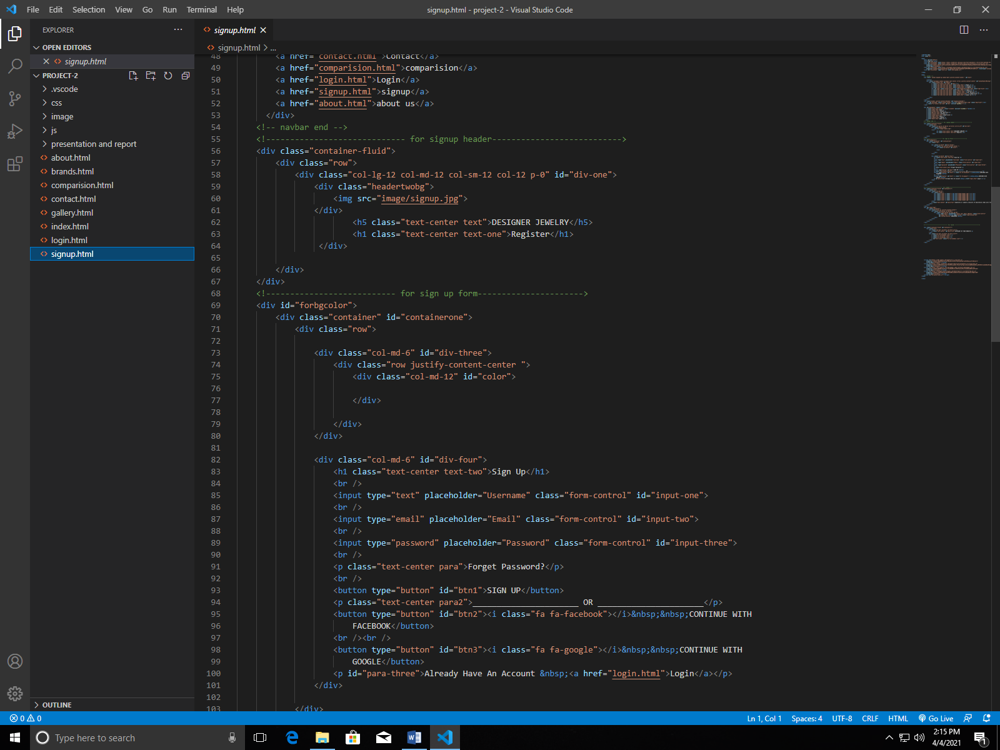 File Edit Selection View Go Run Terminal Help
signup.html - project-2 - Visual Studio Code
EXPLORER
OPEN EDITORS
signup.html
PROJECT-2
.vscode
css
image
js
presentation and report
about.html
brands.html
comparision.html
contact.html
gallery.html
index.html
login.html
signup.html
OUTLINE
signup.html
signup.html > ...
48 <a href="contact.html">Contact</a>
49 <a href="comparision.html">comparision</a>
50 <a href="login.html">Login</a>
51 <a href="signup.html">signup</a>
52 <a href="about.html">about us</a>
53 </div>
54 <!-- navbar end -->
55 <!----------------------------- for signup header--------------------------->
56 <div class="container-fluid">
57 <div class="row">
58 <div class="col-lg-12 col-md-12 col-sm-12 col-12 p-0" id="div-one">
59 <div class="headertwobg">
60 <img src="image/signup.jpg">
61 </div>
62 <h5 class="text-center text">DESIGNER JEWELRY</h5>
63 <h1 class="text-center text-one">Register</h1>
64 </div>
65
66 </div>
67 </div>
68 <!--------------------------- for sign up form---------------------->
69 <div id="forbgcolor">
70 <div class="container" id="containerone">
71 <div class="row">
72
73 <div class="col-md-6" id="div-three">
74 <div class="row justify-content-center ">
75 <div class="col-md-12" id="color">
76
77 </div>
78
79 </div>
80 </div>
81
82 <div class="col-md-6" id="div-four">
83 <h1 class="text-center text-two">Sign Up</h1>
84 <br />
85 <input type="text" placeholder="Username" class="form-control" id="input-one">
86 <br />
87 <input type="email" placeholder="Email" class="form-control" id="input-two">
88 <br />
89 <input type="password" placeholder="Password" class="form-control" id="input-three">
90 <br />
91 <p class="text-center para">Forget Password?</p>
92 <br />
93 <button type="button" id="btn1">SIGN UP</button>
94 <p class="text-center para2">______________________ OR ______________________</p>
95 <button type="button" id="btn2"><i class="fa fa-facebook"></i>&nbsp;&nbsp;CONTINUE WITH
96 FACEBOOK</button>
97 <br /><br />
98 <button type="button" id="btn3"><i class="fa fa-google"></i>&nbsp;&nbsp;CONTINUE WITH
99 GOOGLE</button>
100 <p id="para-three">Already Have An Account &nbsp;<a href="login.html">Login</a></p>
101 </div>
102
103 </div>
0 0
Ln 1, Col 1 Spaces: 4 UTF-8 CRLF HTML Go Live
Type here to search
2:15 PM
4/4/2021
1